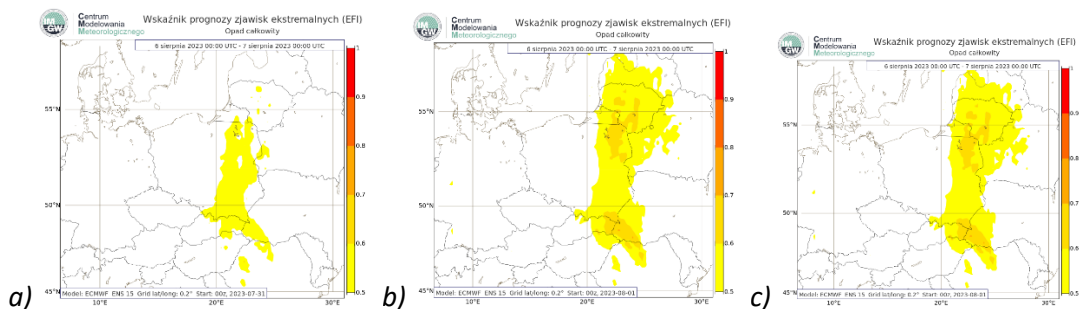 IMGW
Centrum
Modelowania
Meteorologicznego
Wskaźnik prognozy zjawisk ekstremalnych (EFI)
Opad całkowity
6 sierpnia 2023 00:00 UTC - 7 sierpnia 2023 00:00 UTC
55°N
50°N
45°N
10°E
20°E
30°E
1
0.9
0.8
0.7
0.6
0.5
Model: ECMWF ENS 15 Grid lat/long: 0.2° Start: 00z, 2023-07-31
a)
IMGW
Centrum
Modelowania
Meteorologicznego
Wskaźnik prognozy zjawisk ekstremalnych (EFI)
Opad całkowity
6 sierpnia 2023 00:00 UTC - 7 sierpnia 2023 00:00 UTC
55°N
50°N
45°N
10°E
20°E
30°E
1
0.9
0.8
0.7
0.6
0.5
Model: ECMWF ENS 15 Grid lat/long: 0.2° Start: 00z, 2023-08-01
b)
IMGW
Centrum
Modelowania
Meteorologicznego
Wskaźnik prognozy zjawisk ekstremalnych (EFI)
Opad całkowity
6 sierpnia 2023 00:00 UTC - 7 sierpnia 2023 00:00 UTC
55°N
50°N
45°N
10°E
20°E
30°E
1
0.9
0.8
0.7
0.6
0.5
Model: ECMWF ENS 15 Grid lat/long: 0.2° Start: 00z, 2023-08-01
c)